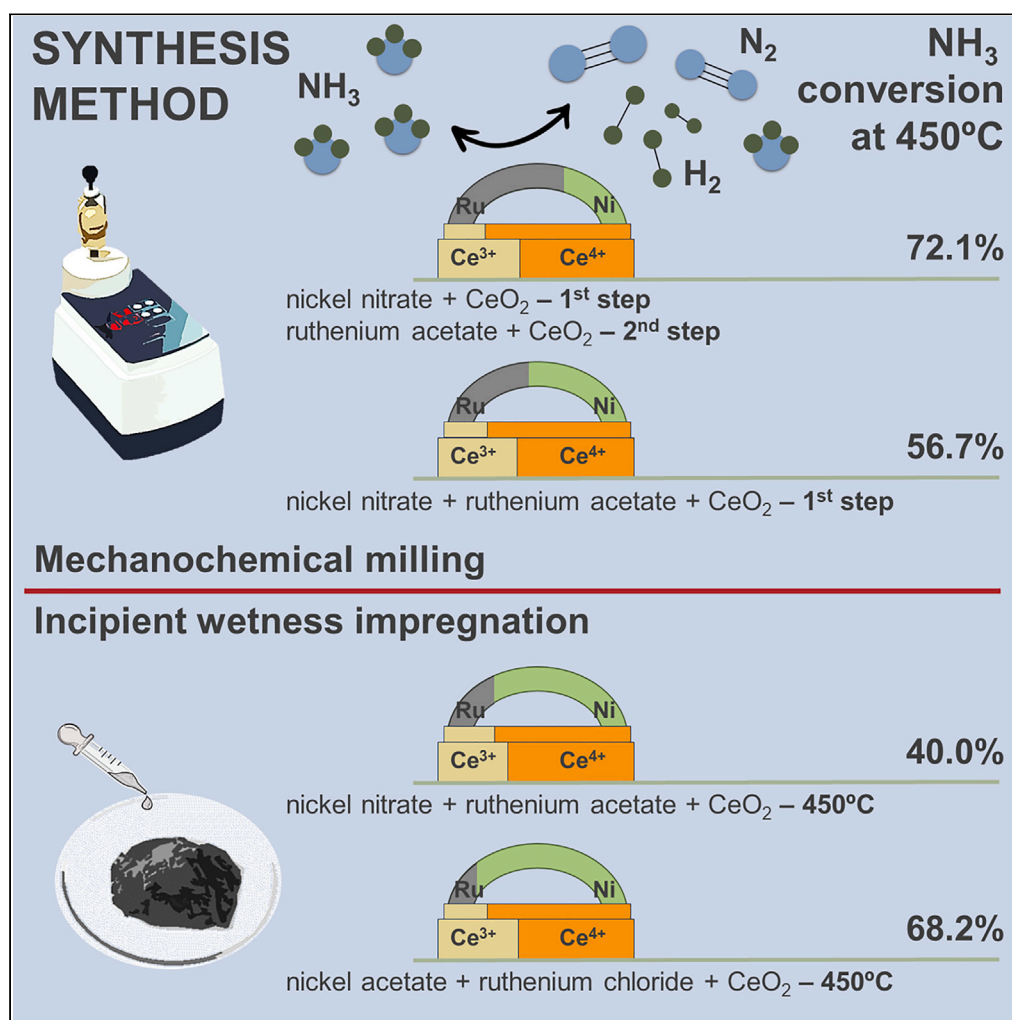 SYNTHESIS
METHOD
NH₃
N₂
H₂
NH₃
conversion
at 450ºC
Ru Ni
Ce³⁺ Ce⁴⁺
72.1%
nickel nitrate + CeO₂ – 1ˢᵗ step
ruthenium acetate + CeO₂ – 2ⁿᵈ step
Ru Ni
Ce³⁺ Ce⁴⁺
56.7%
nickel nitrate + ruthenium acetate + CeO₂ – 1ˢᵗ step
Mechanochemical milling
Incipient wetness impregnation
Ru Ni
Ce³⁺ Ce⁴⁺
40.0%
nickel nitrate + ruthenium acetate + CeO₂ – 450ºC
Ru Ni
Ce³⁺ Ce⁴⁺
68.2%
nickel acetate + ruthenium chloride + CeO₂ – 450ºC